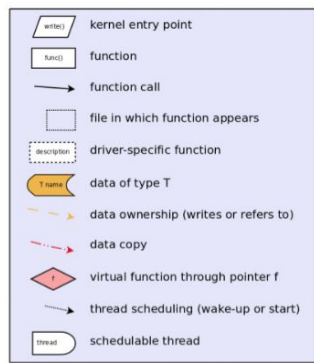 write() kernel entry point
func() function
function call
file in which function appears
description driver-specific function
T name data of type T
data ownership (writes or refers to)
data copy
f virtual function through pointer f
thread scheduling (wake-up or start)
thread schedulable thread